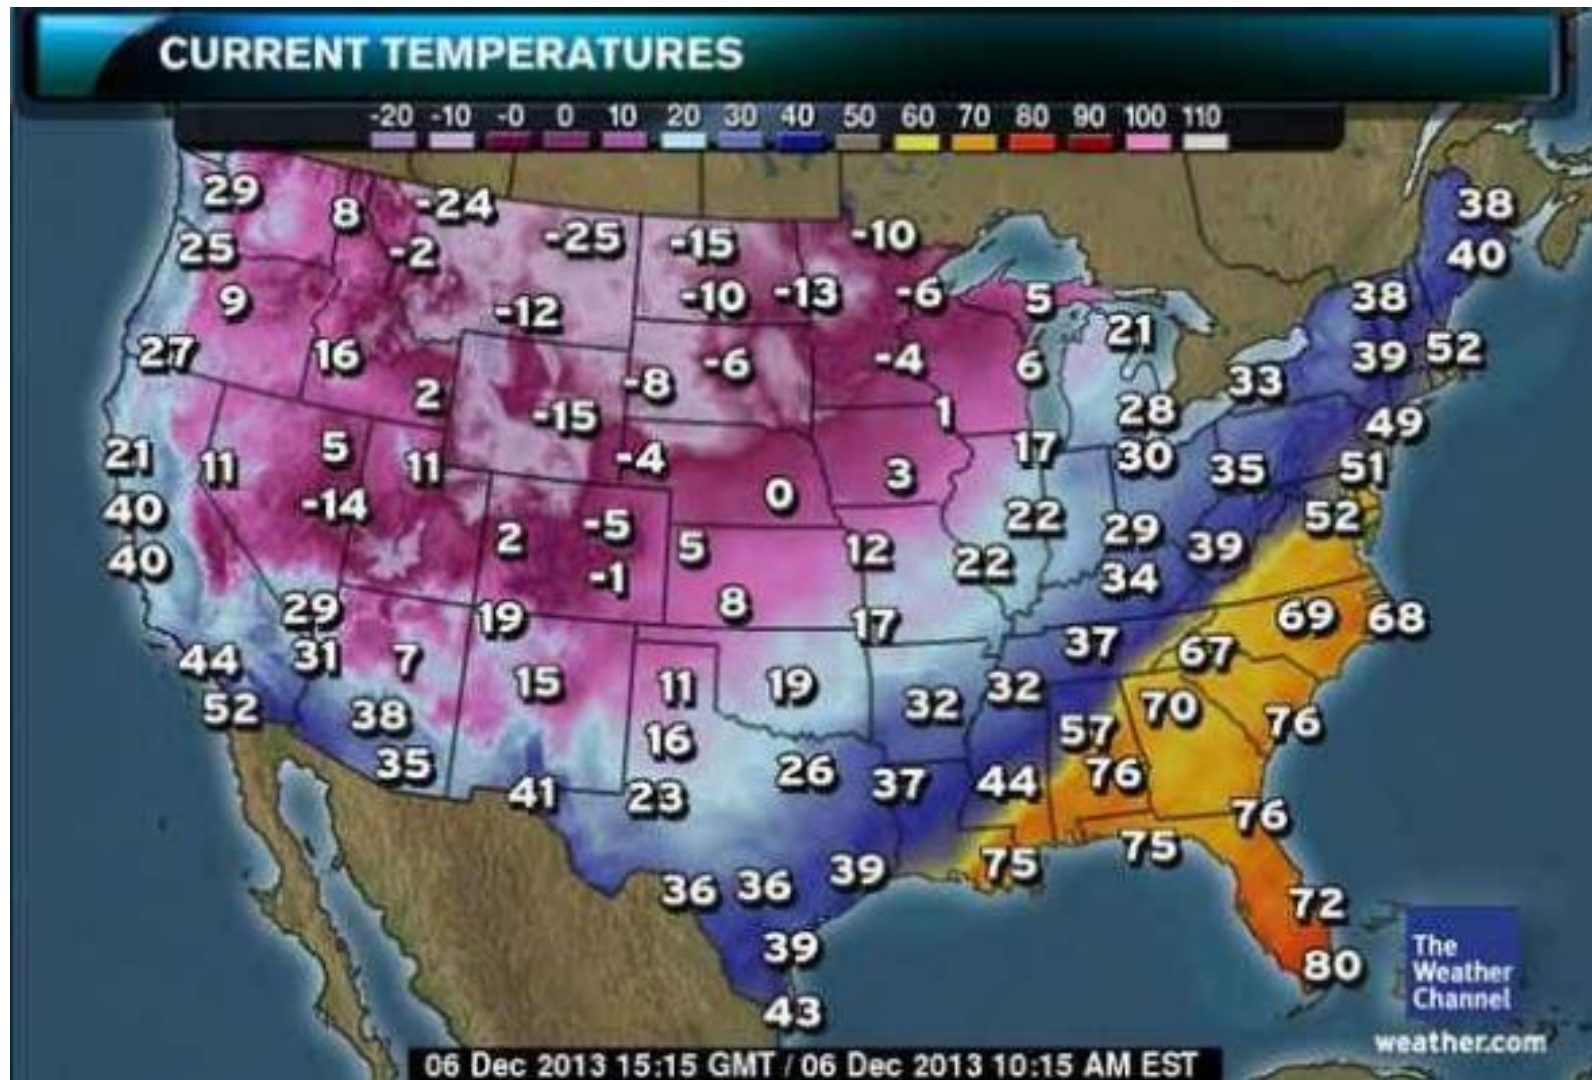 CURRENT TEMPERATURES
-20 -10 -0 0 10 20 30 40 50 60 70 80 90 100 110
29 8 -24 38
25 -2 -25 -15 -10 40
9 -12 -10 -13 -6 5 38
27 16 -6 -4 6 21 39 52
2 -8 33
-15 1 28 49
21 11 5 11 -4 17 30 35 51
40 -14 0 3 22 52
2 -5 5 12 22 29 39
40 -1 8 34
29 19 17 69 68
44 31 7 37 67
52 38 15 11 19 32 32 70 76
35 16 57
41 23 26 37 44 76 76
36 36 39 75 75
39 72
43 80
The
Weather
Channel
weather.com
06 Dec 2013 15:15 GMT / 06 Dec 2013 10:15 AM EST